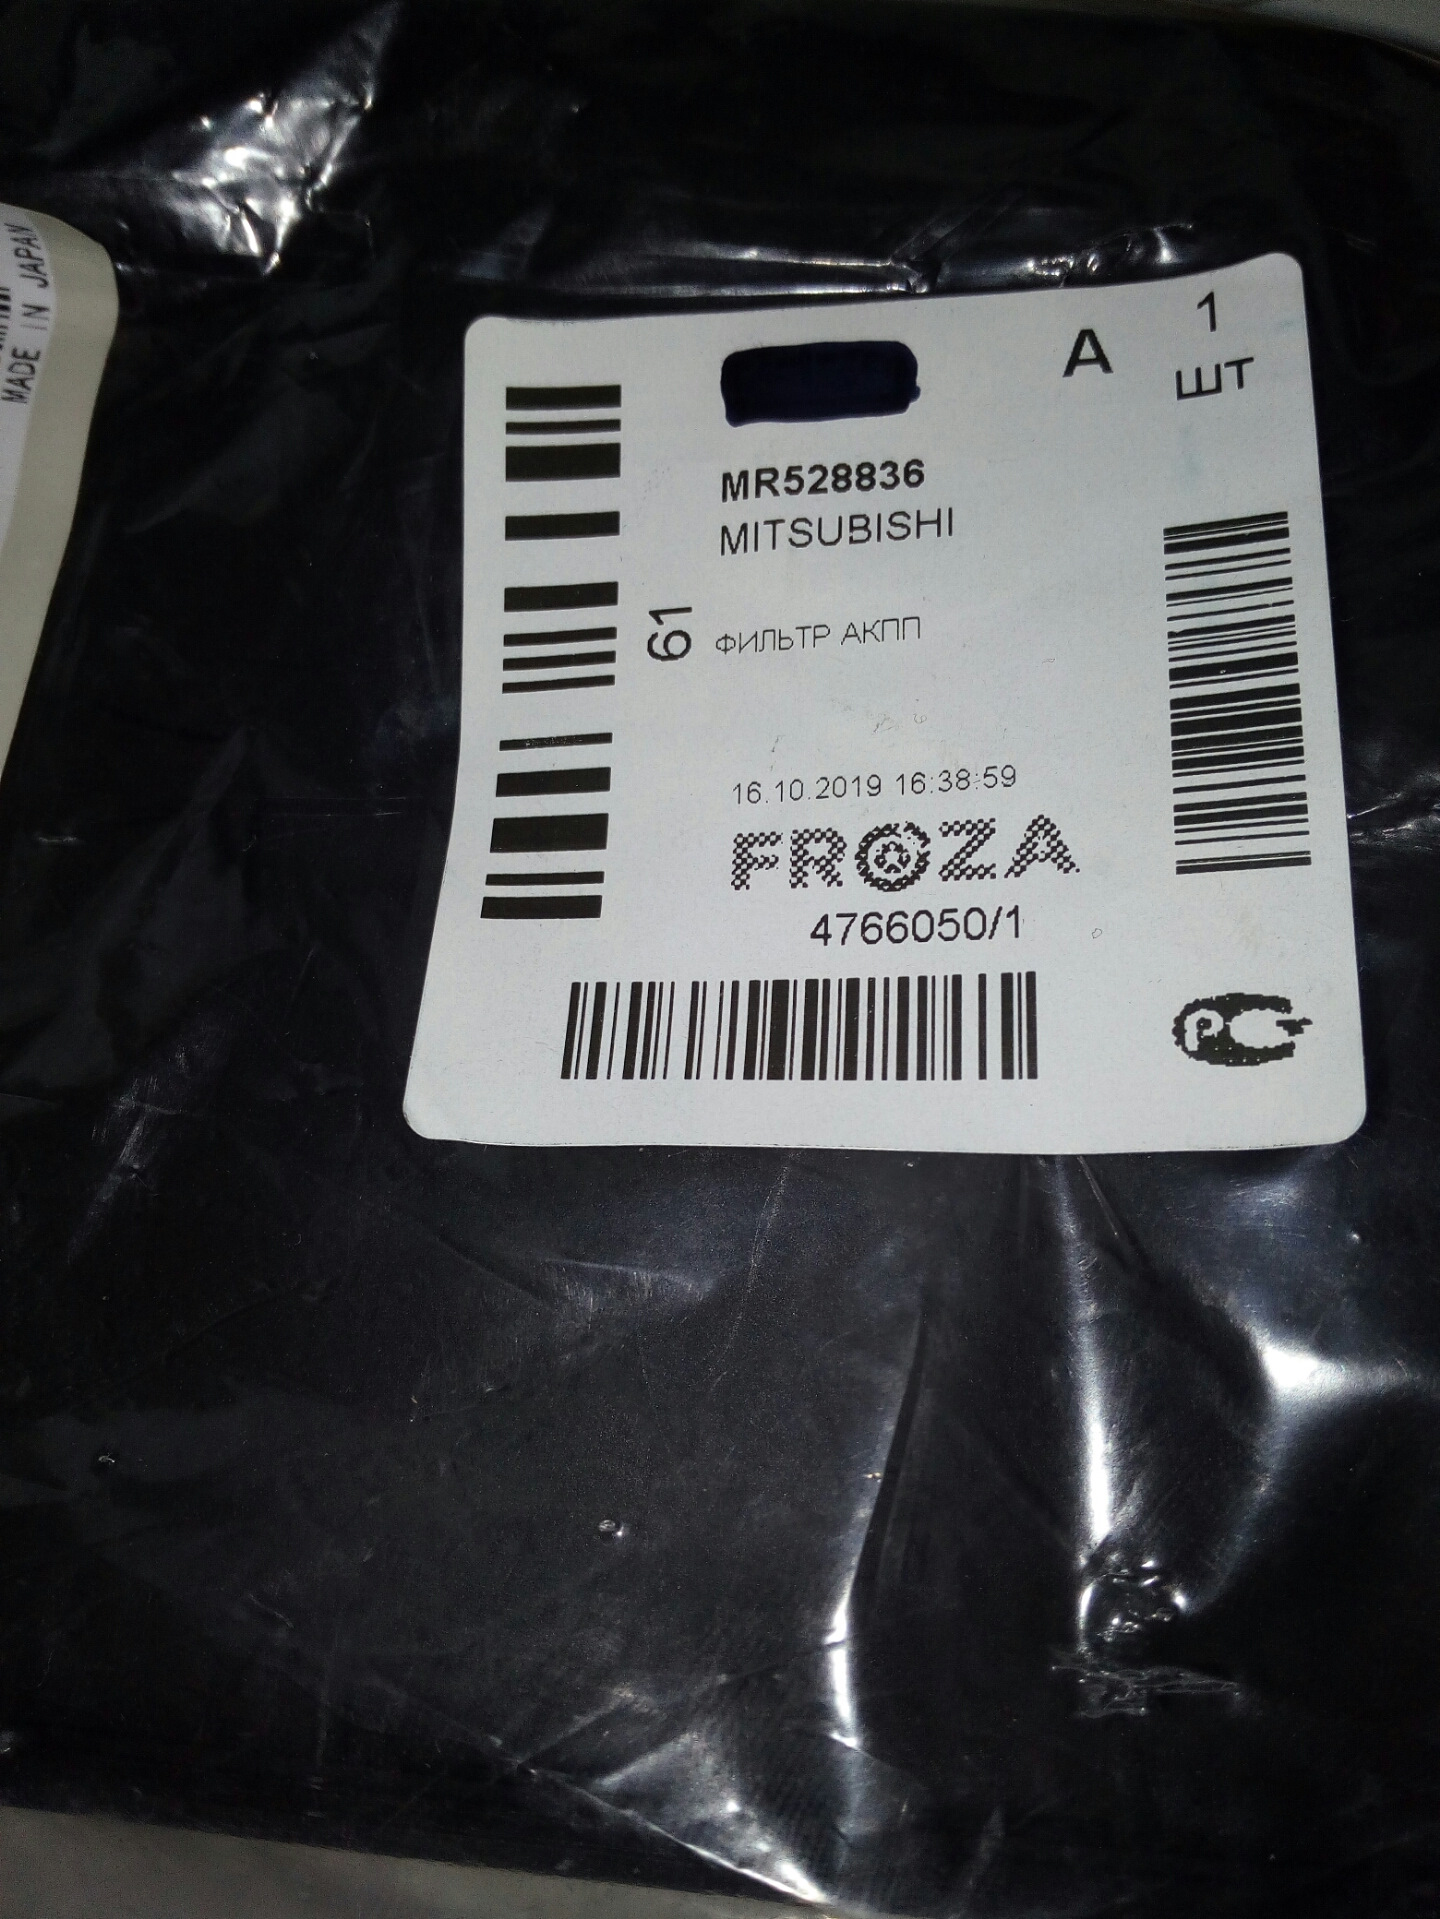 MADE IN JAPAN
A
1
ШТ
MR528836
MITSUBISHI
61
ФИЛЬТР АКПП
16.10.2019 16:38:59
FROZA
4766050/1
РС